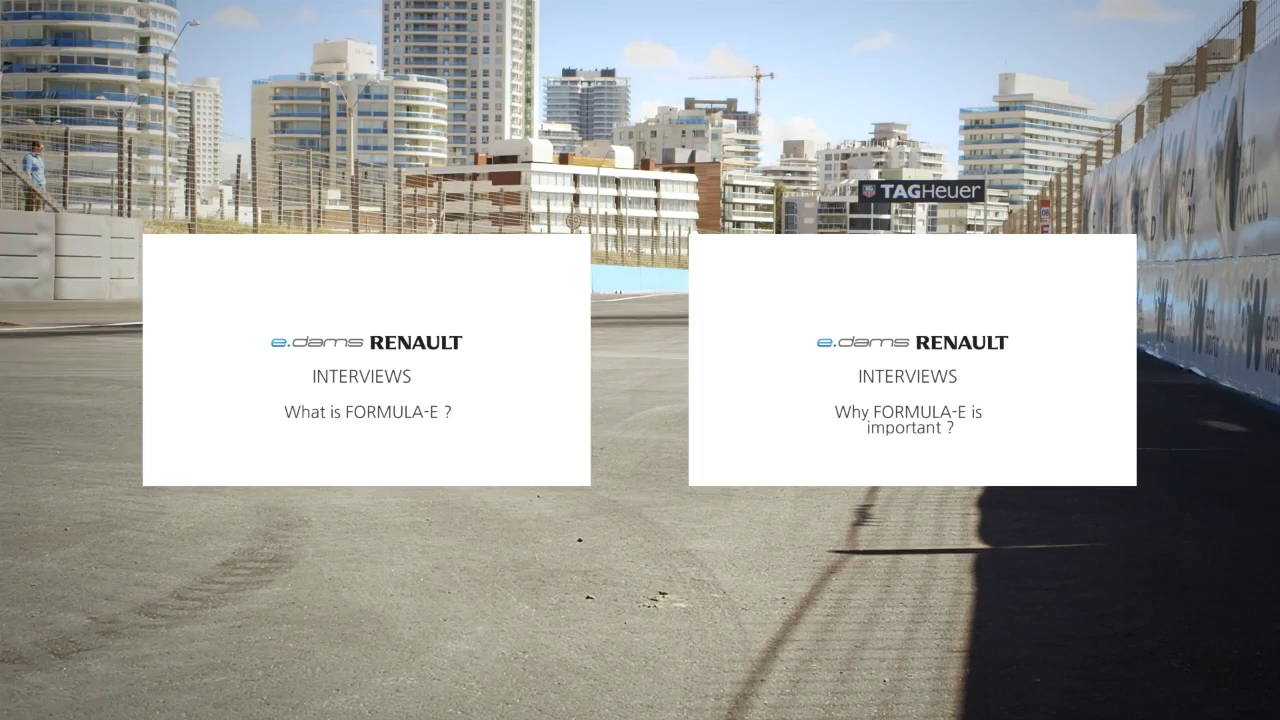 TAGHeuer
e.dams RENAULT
INTERVIEWS
What is FORMULA-E ?
e.dams RENAULT
INTERVIEWS
Why FORMULA-E is
important ?